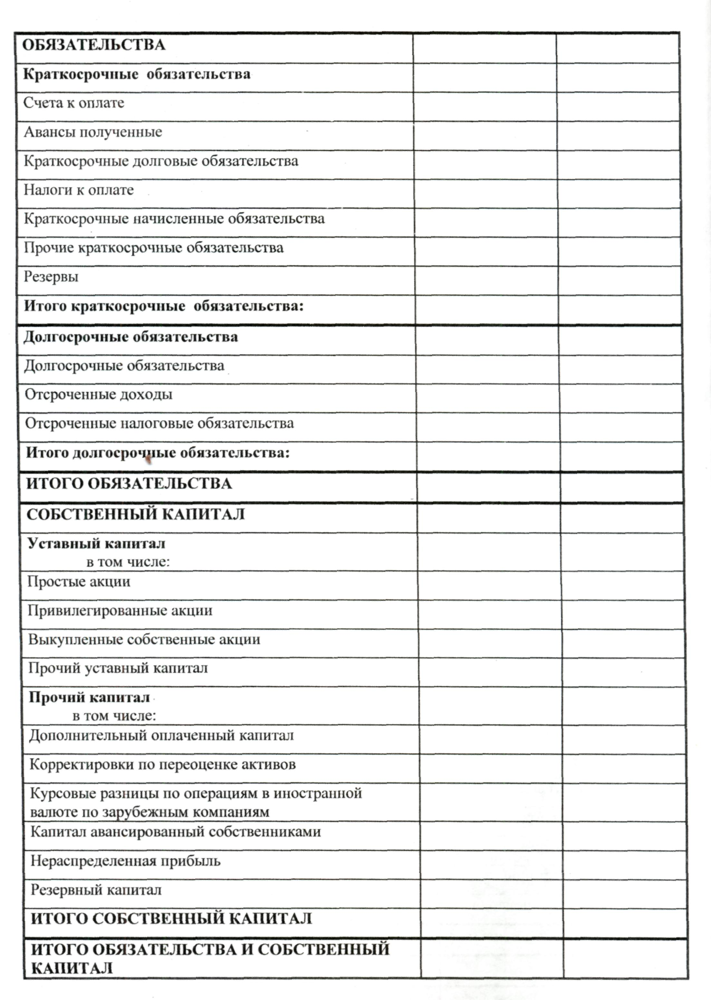 ОБЯЗАТЕЛЬСТВА
Краткосрочные обязательства
Счета к оплате
Авансы полученные
Краткосрочные долговые обязательства
Налоги к оплате
Краткосрочные начисленные обязательства
Прочие краткосрочные обязательства
Резервы
Итого краткосрочные обязательства:
Долгосрочные обязательства
Долгосрочные обязательства
Отсроченные доходы
Отсроченные налоговые обязательства
Итого долгосрочные обязательства:
ИТОГО ОБЯЗАТЕЛЬСТВА
СОБСТВЕННЫЙ КАПИТАЛ
Уставный капитал
в том числе:
Простые акции
Привилегированные акции
Выкупленные собственные акции
Прочий уставный капитал
Прочий капитал
в том числе:
Дополнительный оплаченный капитал
Корректировки по переоценке активов
Курсовые разницы по операциям в иностранной
валюте по зарубежным компаниям
Капитал авансированный собственниками
Нераспределенная прибыль
Резервный капитал
ИТОГО СОБСТВЕННЫЙ КАПИТАЛ
ИТОГО ОБЯЗАТЕЛЬСТВА И СОБСТВЕННЫЙ
КАПИТАЛ